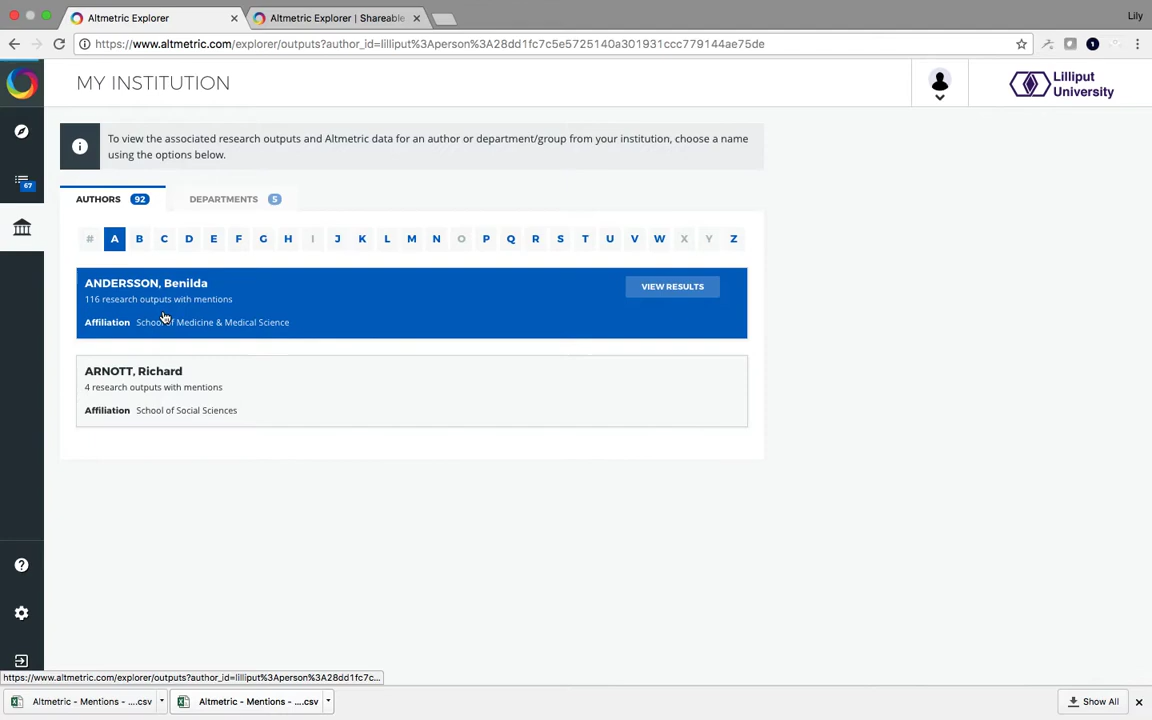 Altmetric Explorer
Altmetric Explorer | Shareable
Lily
https://www.altmetric.com/explorer/outputs?author_id=lilliput%3Aperson%3A28dd1fc7c5e5725140a301931ccc779144ae75de
MY INSTITUTION
Lilliput
University
To view the associated research outputs and Altmetric data for an author or department/group from your institution, choose a name
using the options below.
67
AUTHORS 92
DEPARTMENTS 5
# A B C D E F G H I J K L M N O P Q R S T U V W X Y Z
ANDERSSON, Benilda
VIEW RESULTS
116 research outputs with mentions
Affiliation School of Medicine & Medical Science
ARNOTT, Richard
4 research outputs with mentions
Affiliation School of Social Sciences
https://www.altmetric.com/explorer/outputs?author_id=lilliput%3Aperson%3A28dd1fc7c...
Altmetric - Mentions - ....csv
Altmetric - Mentions - ....csv
Show All